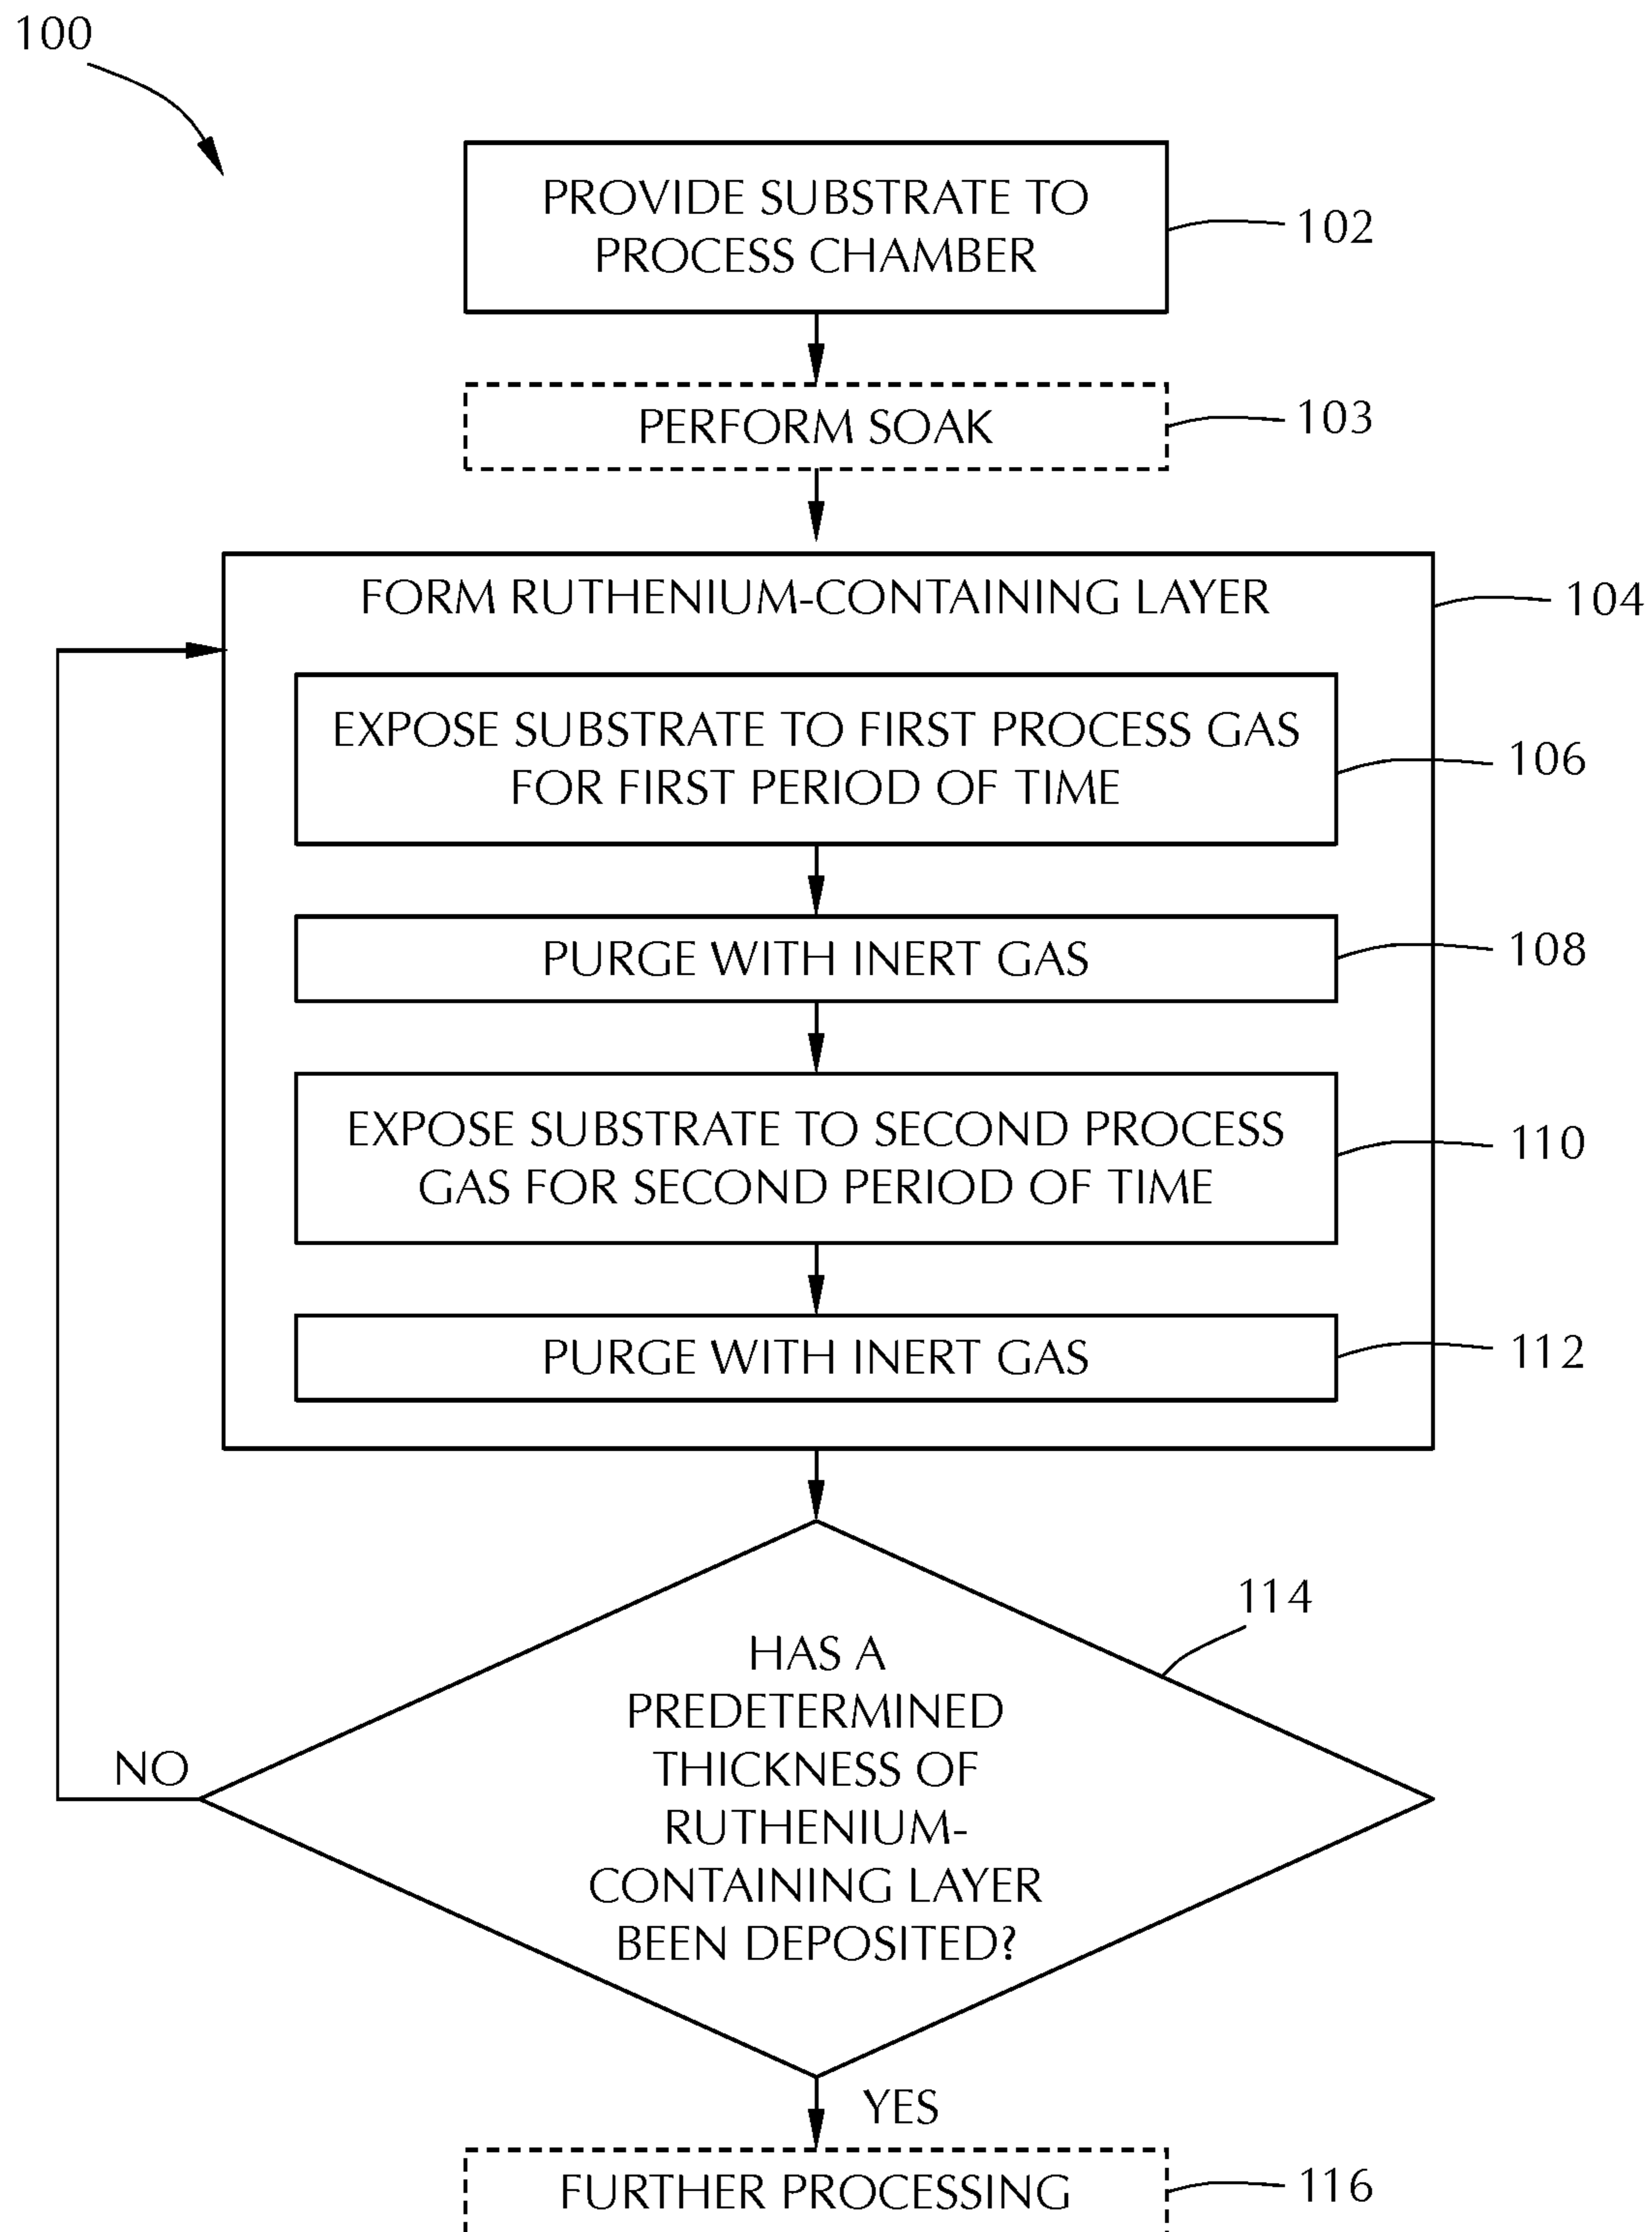 100
PROVIDE SUBSTRATE TO
PROCESS CHAMBER
102
PERFORM SOAK
103
FORM RUTHENIUM-CONTAINING LAYER
104
EXPOSE SUBSTRATE TO FIRST PROCESS GAS
FOR FIRST PERIOD OF TIME
106
PURGE WITH INERT GAS
108
EXPOSE SUBSTRATE TO SECOND PROCESS
GAS FOR SECOND PERIOD OF TIME
110
PURGE WITH INERT GAS
112
114
HAS A
PREDETERMINED
THICKNESS OF
RUTHENIUM-
CONTAINING LAYER
BEEN DEPOSITED?
NO
YES
FURTHER PROCESSING
116